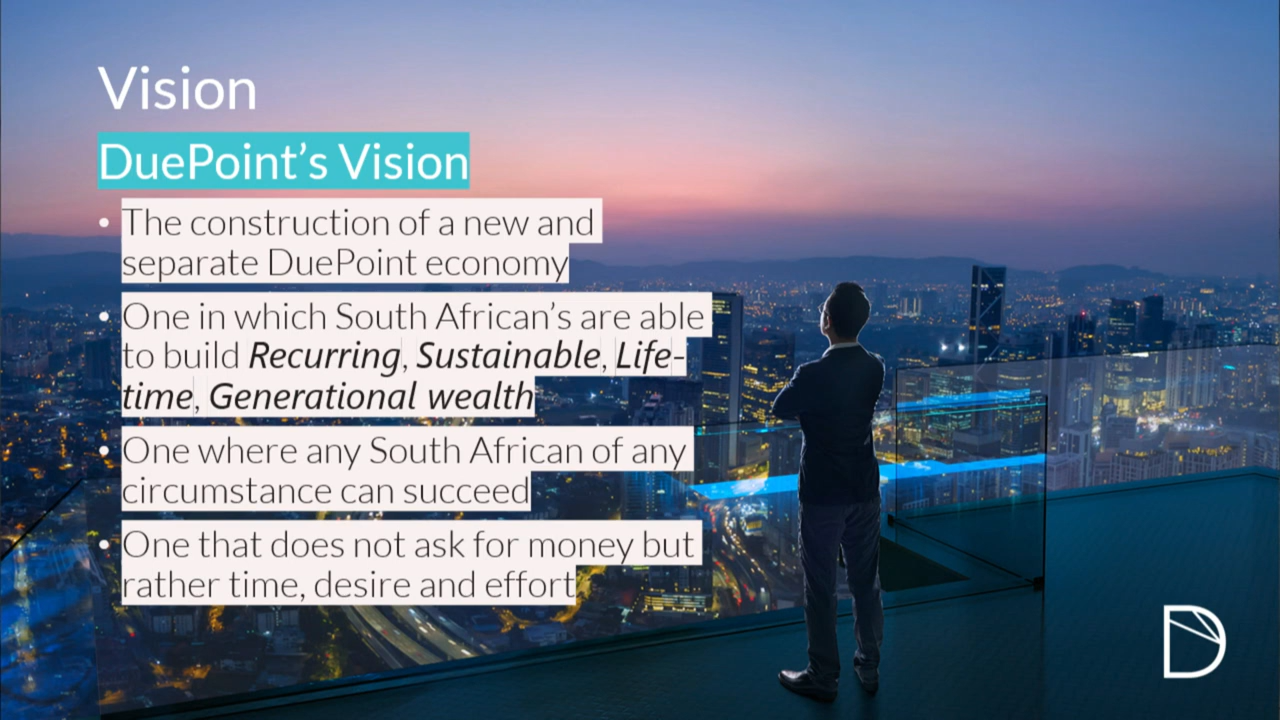 Vision
DuePoint’s Vision
• The construction of a new and
separate DuePoint economy
• One in which South African’s are able
to build Recurring, Sustainable, Life-
time, Generational wealth
• One where any South African of any
circumstance can succeed
• One that does not ask for money but
rather time, desire and effort